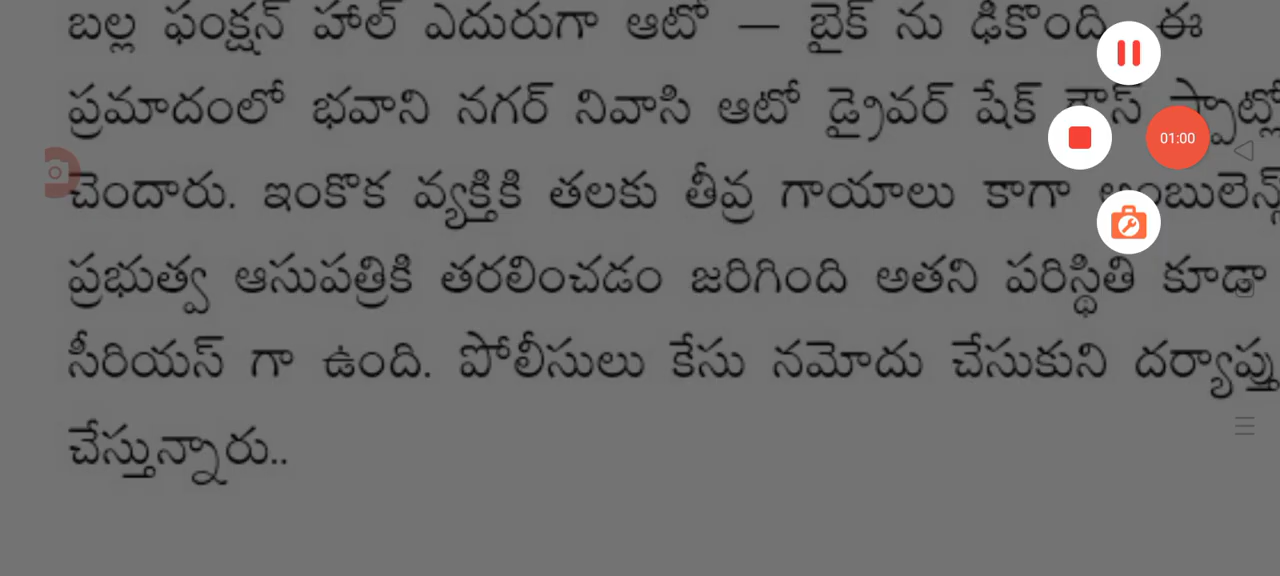 బల్ల ఫంక్షన్ హాల్ ఎదురుగా ఆటో – బైక్ ను ఢీకొంది. ఈ
ప్రమాదంలో భవాని నగర్ నివాసి ఆటో డ్రైవర్ షేక్ గౌస్ స్పాట్లో
చెందారు. ఇంకొక వ్యక్తికి తలకు తీవ్ర గాయాలు కాగా అంబులెన్స్
ప్రభుత్వ ఆసుపత్రికి తరలించడం జరిగింది అతని పరిస్థితి కూడా
సీరియస్ గా ఉంది. పోలీసులు కేసు నమోదు చేసుకుని దర్యాప్తు
చేస్తున్నారు..
01:00